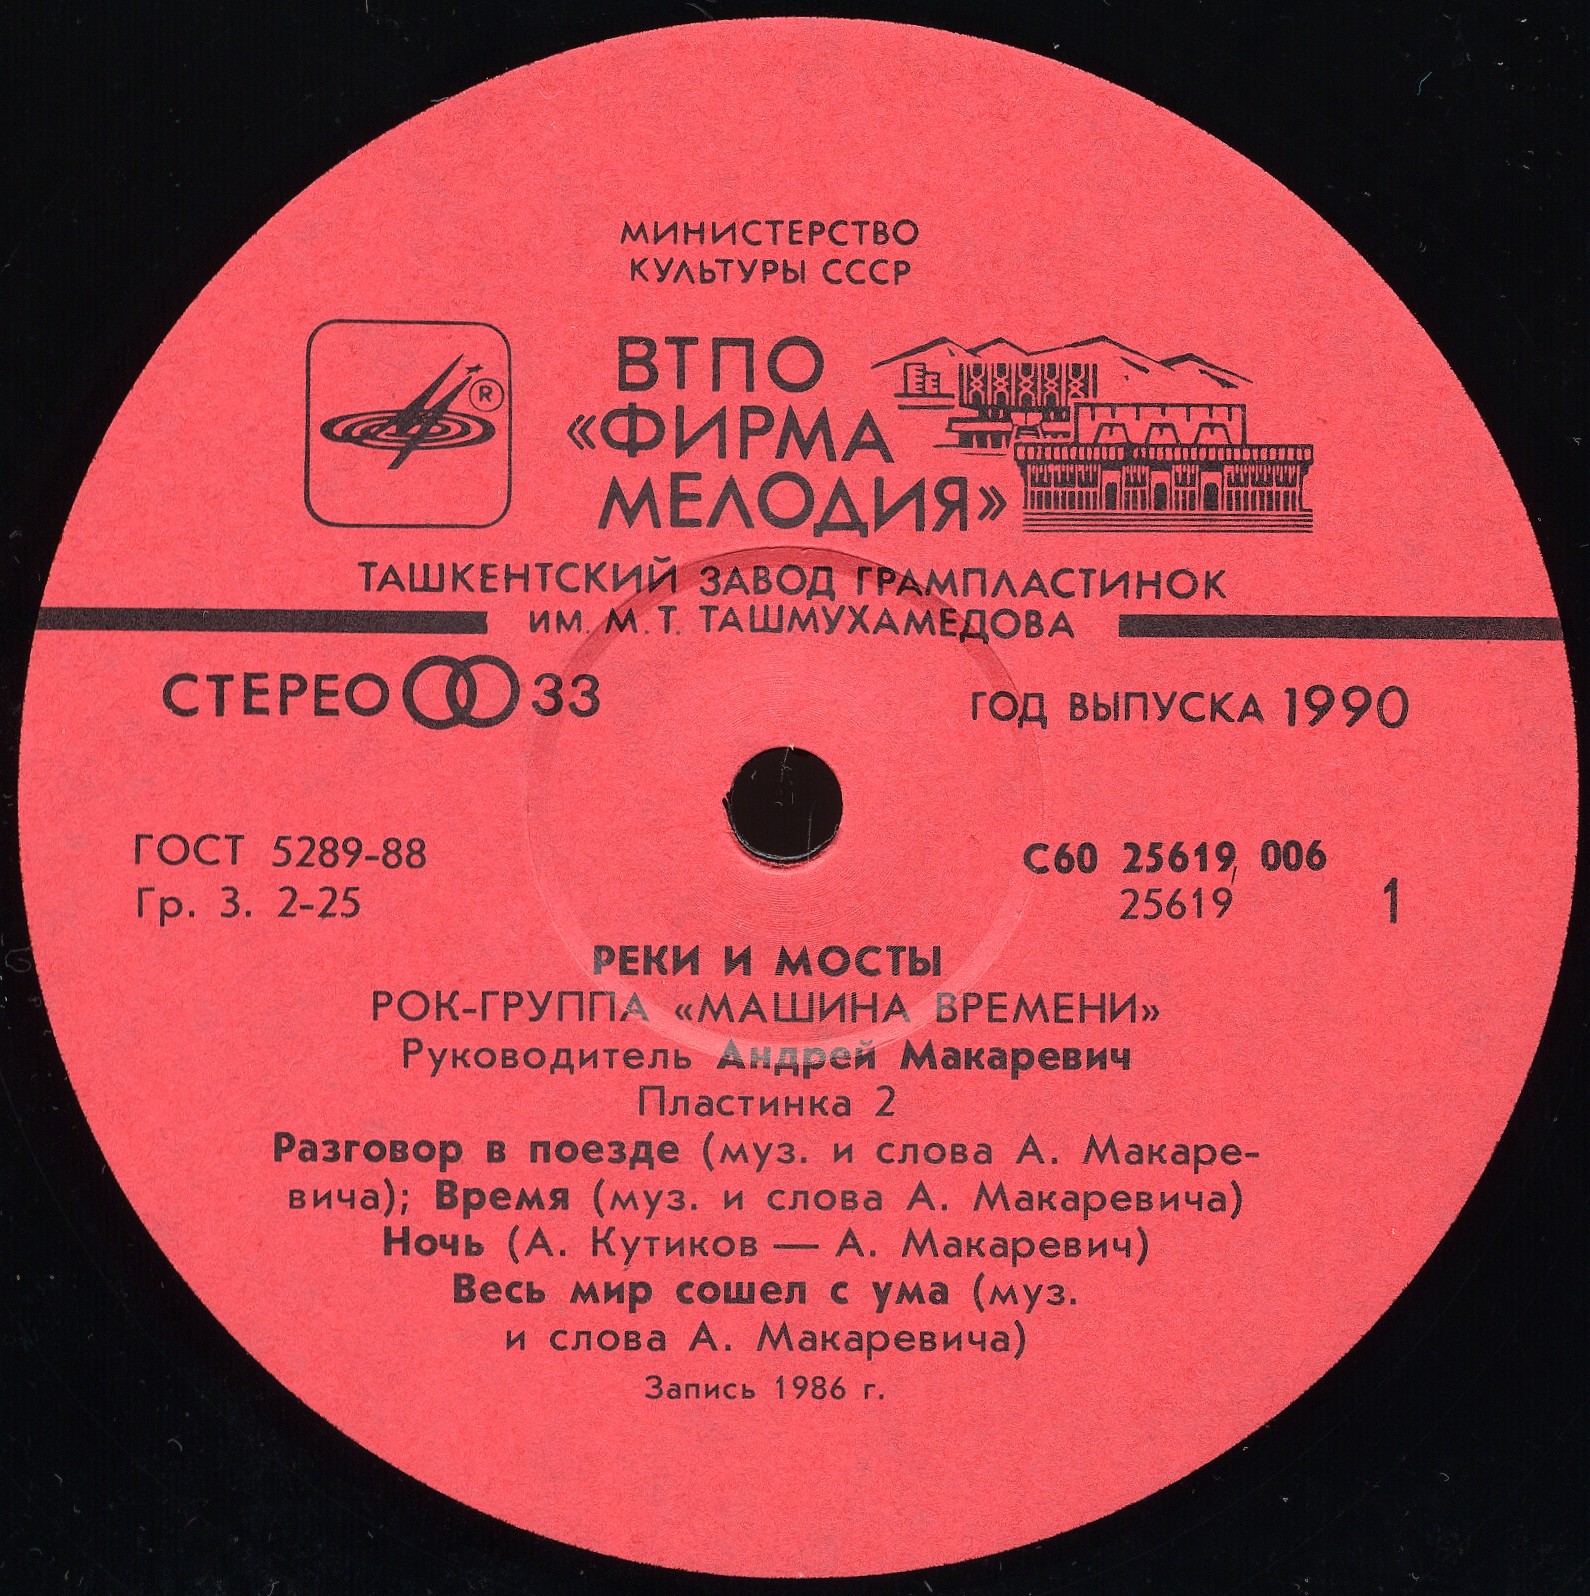 МИНИСТЕРСТВО
КУЛЬТУРЫ СССР
ВТПО
«ФИРМА
МЕЛОДИЯ»
®
ТАШКЕНТСКИЙ ЗАВОД ГРАМПЛАСТИНОК
ИМ. М. Т. ТАШМУХАМЕДОВА
СТЕРЕО 33
ГОД ВЫПУСКА 1990
ГОСТ 5289-88
Гр. 3. 2-25
С60 25619 006
25619
1
РЕКИ И МОСТЫ
РОК-ГРУППА «МАШИНА ВРЕМЕНИ»
Руководитель Андрей Макаревич
Пластинка 2
Разговор в поезде (муз. и слова А. Макаре-
вича); Время (муз. и слова А. Макаревича)
Ночь (А. Кутиков — А. Макаревич)
Весь мир сошел с ума (муз.
и слова А. Макаревича)
Запись 1986 г.